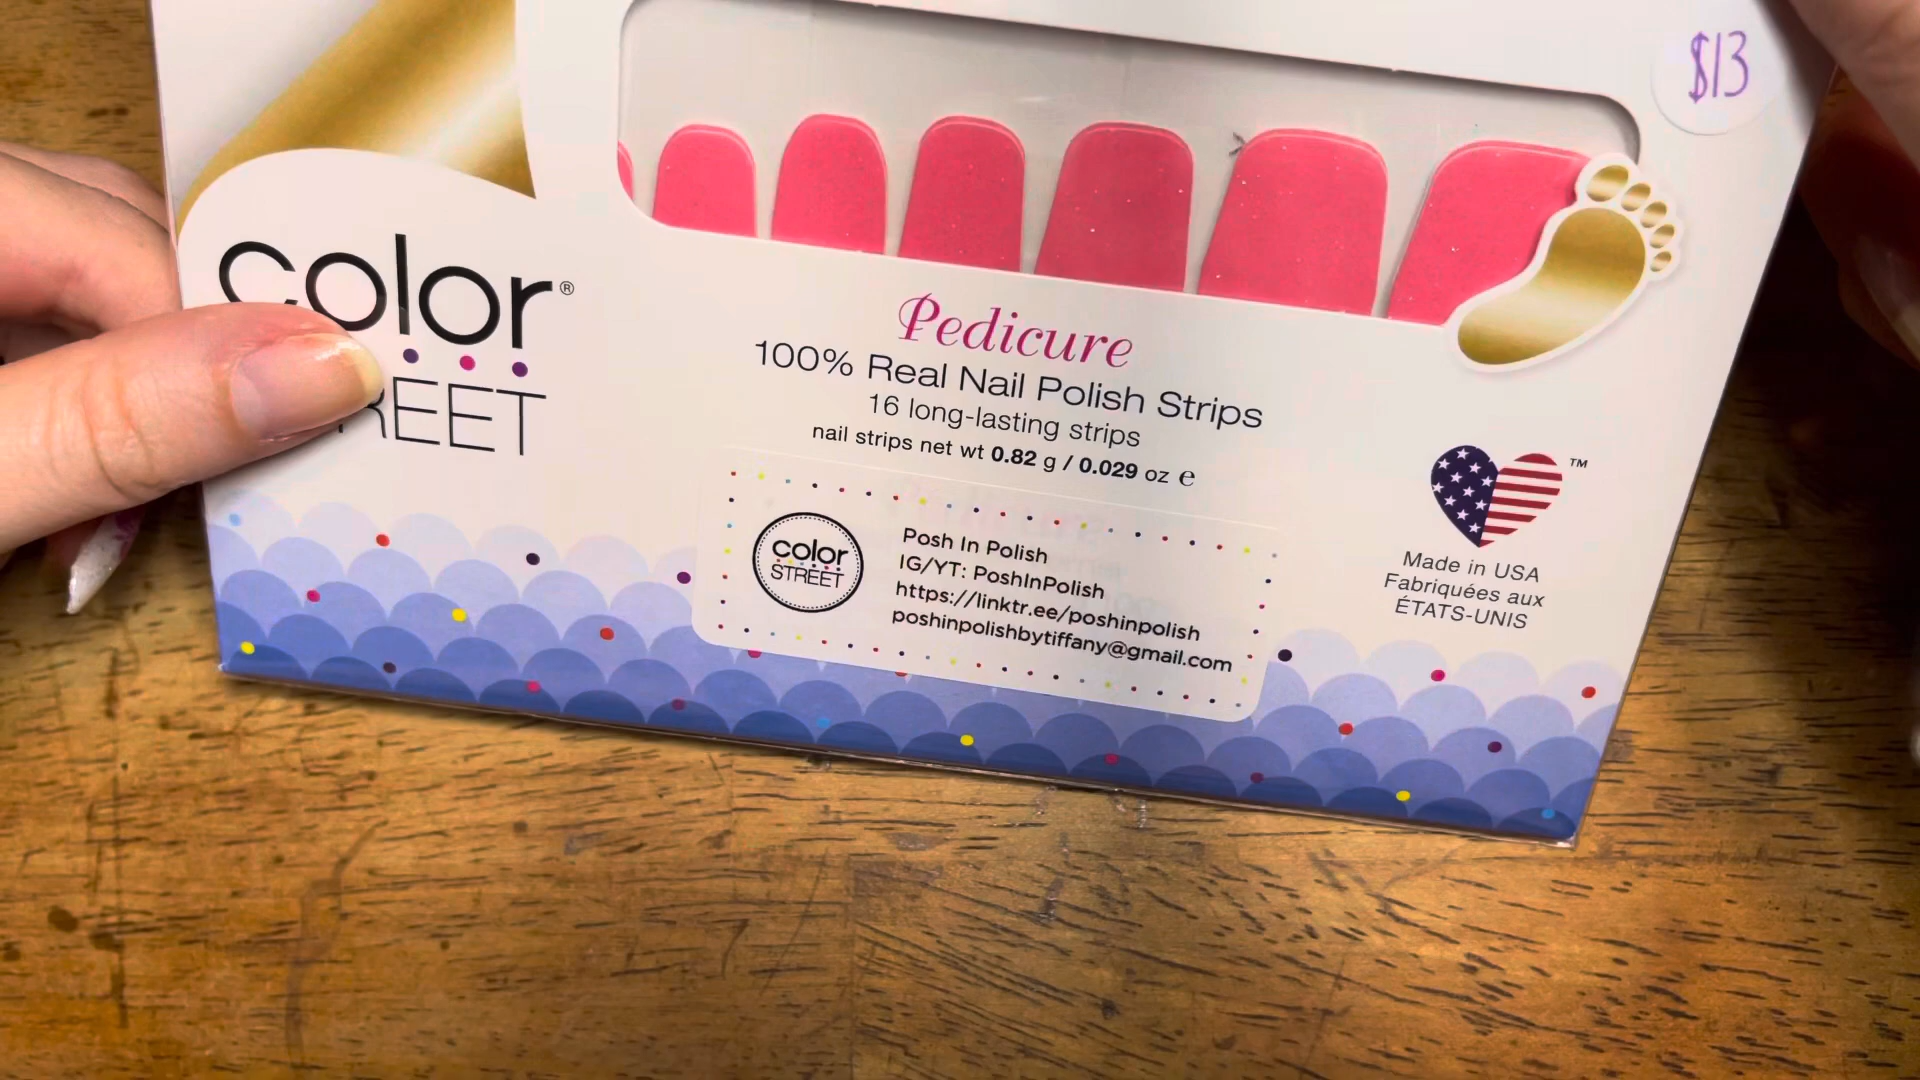 $13
color®
REET
Pedicure
100% Real Nail Polish Strips
16 long-lasting strips
nail strips net wt 0.82 g / 0.029 oz ℮
color
STREET
Posh In Polish
IG/YT: PoshInPolish
https://linktr.ee/poshinpolish
poshinpolishbytiffany@gmail.com
TM
Made in USA
Fabriquées aux
ÉTATS-UNIS